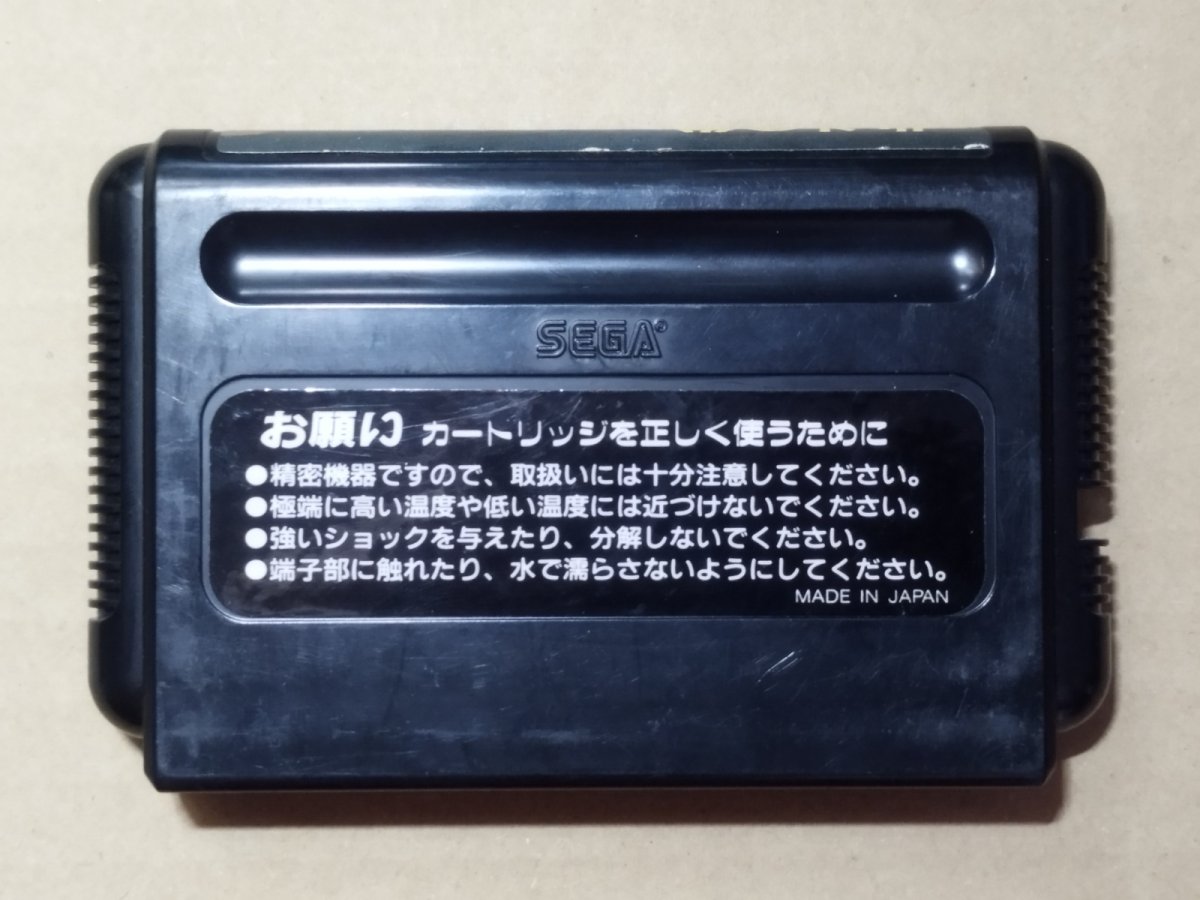 SEGA®
お願い カートリッジを正しく使うために
●精密機器ですので、取扱いには十分注意してください。
●極端に高い温度や低い温度には近づけないでください。
●強いショックを与えたり、分解しないでください。
●端子部に触れたり、水で濡らさないようにしてください。
MADE IN JAPAN